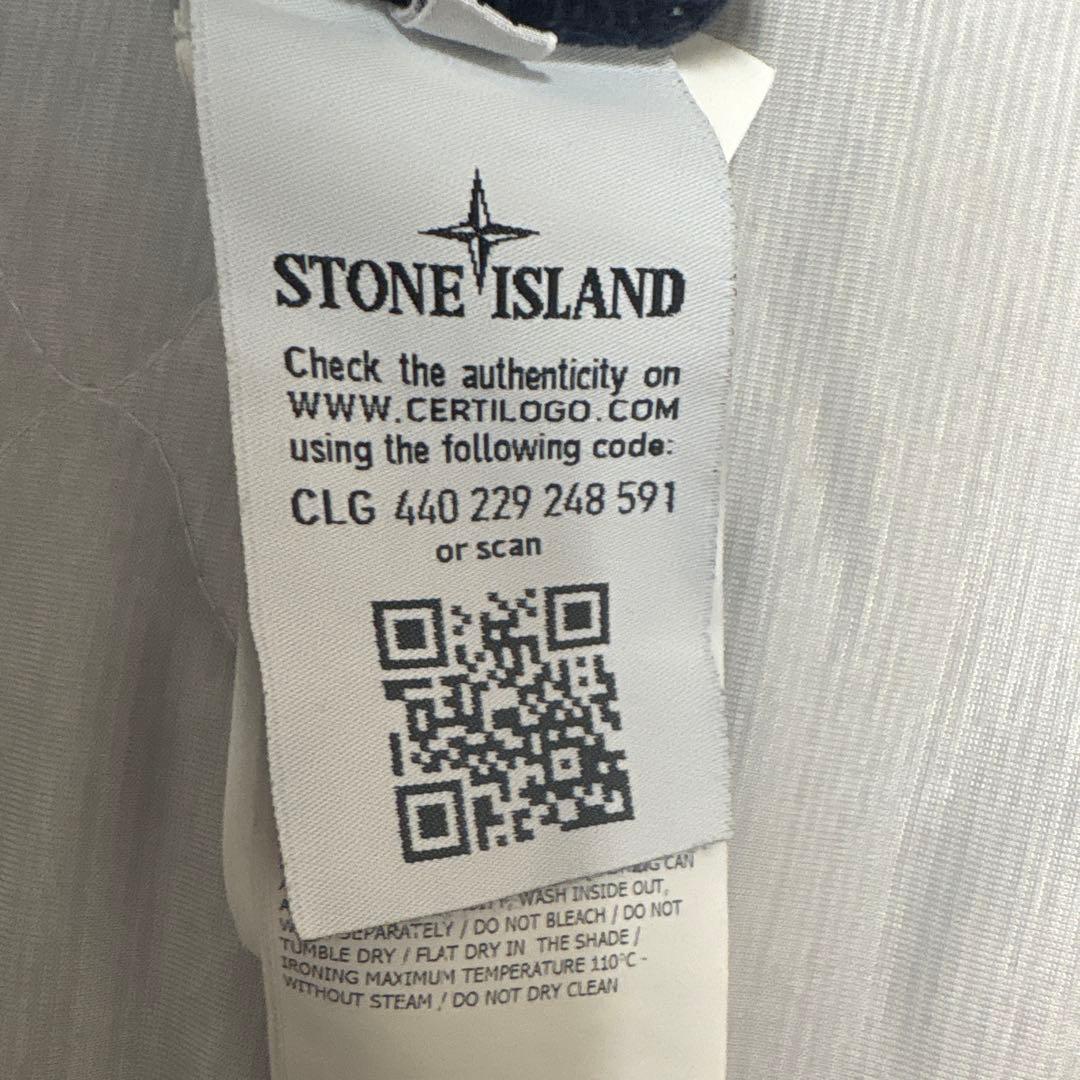 STONE ISLAND
Check the authenticity on
WWW.CERTILOGO.COM
using the following code:
CLG 440 229 248 591
or scan
CAN
WASH INSIDE OUT,
SEPARATELY / DO NOT BLEACH / DO NOT
TUMBLE DRY / FLAT DRY IN THE SHADE /
IRONING MAXIMUM TEMPERATURE 110°C -
WITHOUT STEAM / DO NOT DRY CLEAN